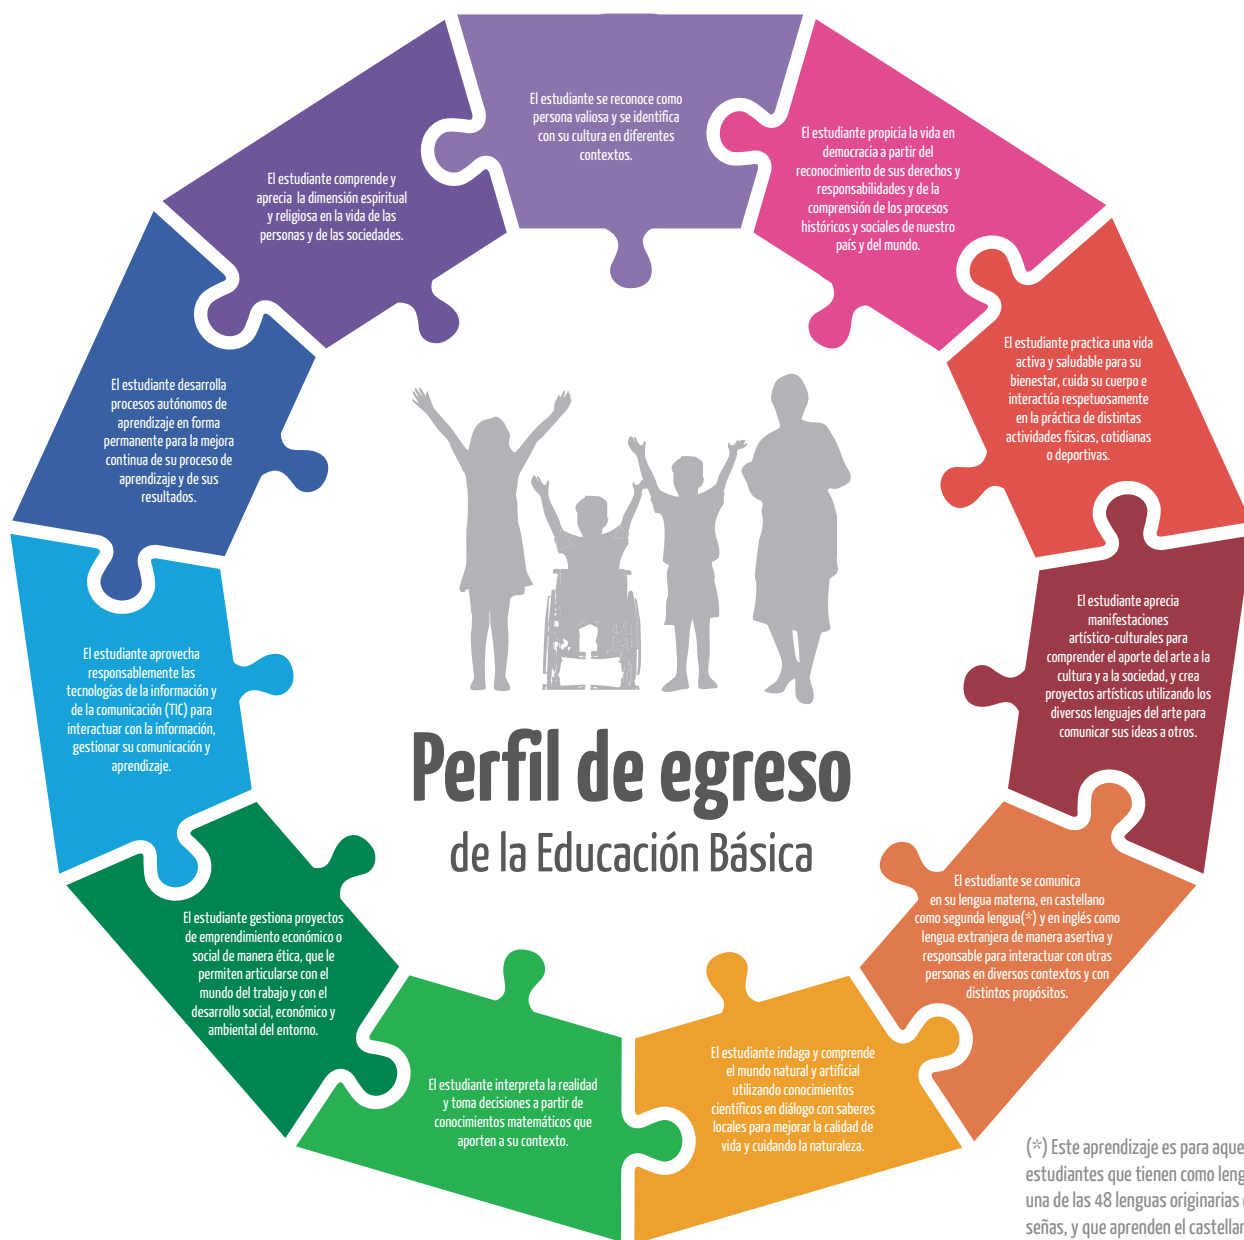 El estudiante se reconoce como
persona valiosa y se identifica
con su cultura en diferentes
contextos.
El estudiante propicia la vida en
democracia a partir del
reconocimiento de sus derechos y
responsabilidades y de la
comprensión de los procesos
históricos y sociales de nuestro
país y del mundo.
El estudiante practica una vida
activa y saludable para su
bienestar, cuida su cuerpo e
interactúa respetuosamente
en la práctica de distintas
actividades físicas, cotidianas
o deportivas.
El estudiante aprecia
manifestaciones
artístico-culturales para
comprender el aporte del arte a la
cultura y a la sociedad, y crea
proyectos artísticos utilizando los
diversos lenguajes del arte para
comunicar sus ideas a otros.
El estudiante se comunica
en su lengua materna, en castellano
como segunda lengua(*) y en inglés como
lengua extranjera de manera asertiva y
responsable para interactuar con otras
personas en diversos contextos y con
distintos propósitos.
El estudiante indaga y comprende
el mundo natural y artificial
utilizando conocimientos
científicos en diálogo con saberes
locales para mejorar la calidad de
vida y cuidando la naturaleza.
El estudiante interpreta la realidad
y toma decisiones a partir de
conocimientos matemáticos que
aporten a su contexto.
El estudiante gestiona proyectos
de emprendimiento económico o
social de manera ética, que le
permiten articularse con el
mundo del trabajo y con el
desarrollo social, económico y
ambiental del entorno.
El estudiante aprovecha
responsablemente las
tecnologías de la información y
de la comunicación (TIC) para
interactuar con la información,
gestionar su comunicación y
aprendizaje.
El estudiante desarrolla
procesos autónomos de
aprendizaje en forma
permanente para la mejora
continua de su proceso de
aprendizaje y de sus
resultados.
El estudiante comprende y
aprecia la dimensión espiritual
y religiosa en la vida de las
personas y de las sociedades.
Perfil de egreso
de la Educación Básica
(*) Este aprendizaje es para aque
estudiantes que tienen como leng
una de las 48 lenguas originarias
señas, y que aprenden el castellan